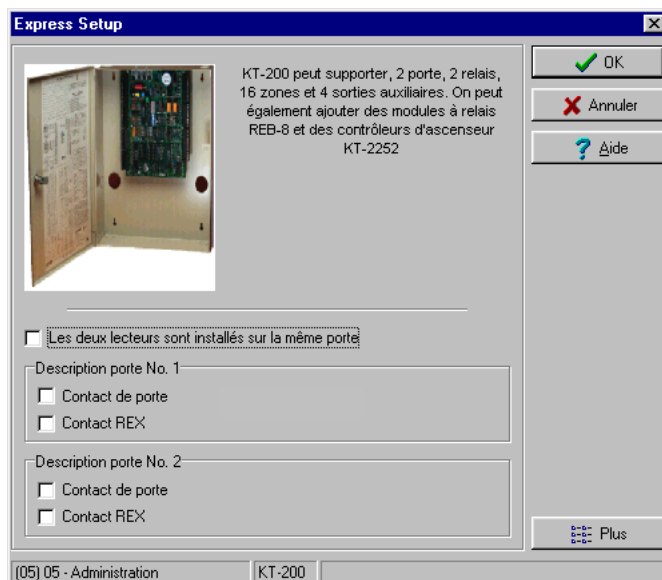 Express Setup
KT-200 peut supporter, 2 porte, 2 relais,
16 zones et 4 sorties auxiliaires. On peut
également ajouter des modules à relais
REB-8 et des contrôleurs d'ascenseur
KT-2252
OK
Annuler
Aide
Les deux lecteurs sont installés sur la même porte
Description porte No. 1
Contact de porte
Contact REX
Description porte No. 2
Contact de porte
Contact REX
Plus
(05) 05 - Administration
KT-200